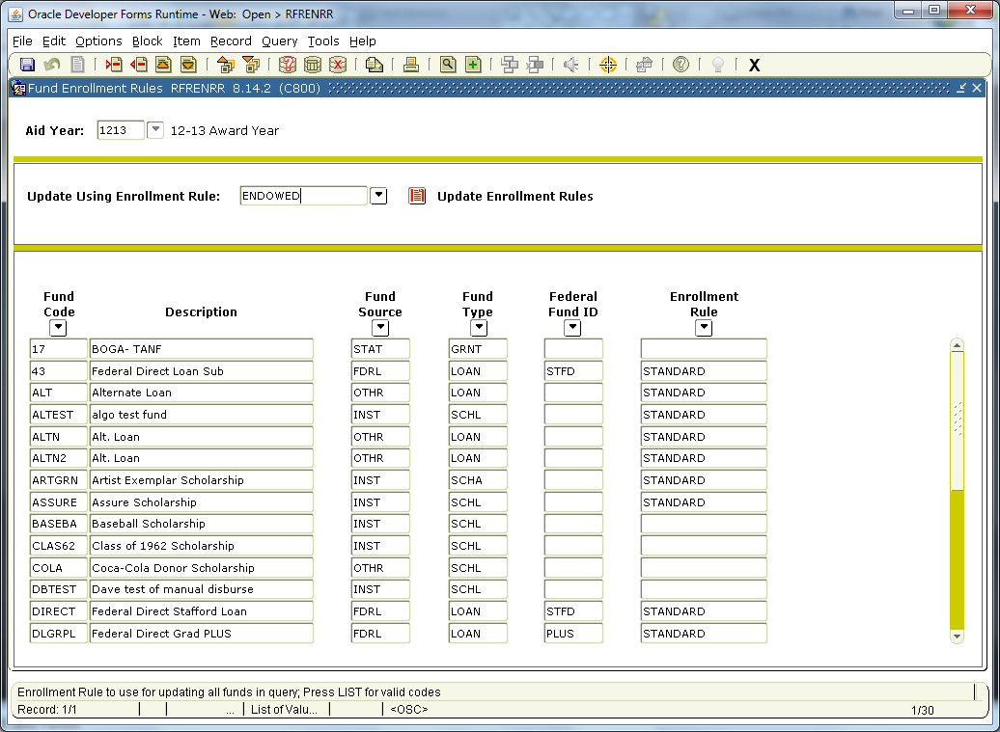 Oracle Developer Forms Runtime - Web: Open > RFRENRR
File Edit Options Block Item Record Query Tools Help
Fund Enrollment Rules RFRENRR 8.14.2 (C800)
Aid Year: 1213 12-13 Award Year
Update Using Enrollment Rule: ENDOWED Update Enrollment Rules
Fund Fund Fund Federal Enrollment
Code Description Source Type Fund ID Rule
17 BOGA- TANF STAT GRNT
43 Federal Direct Loan Sub FDRL LOAN STFD STANDARD
ALT Alternate Loan OTHR LOAN STANDARD
ALTEST algo test fund INST SCHL STANDARD
ALTN Alt. Loan OTHR LOAN STANDARD
ALTN2 Alt. Loan OTHR LOAN STANDARD
ARTGRN Artist Exemplar Scholarship INST SCHA STANDARD
ASSURE Assure Scholarship INST SCHL STANDARD
BASEBA Baseball Scholarship INST SCHL
CLAS62 Class of 1962 Scholarship INST SCHL
COLA Coca-Cola Donor Scholarship OTHR SCHL
DBTEST Dave test of manual disburse INST SCHL
DIRECT Federal Direct Stafford Loan FDRL LOAN STFD STANDARD
DLGRPL Federal Direct Grad PLUS FDRL LOAN PLUS STANDARD
Enrollment Rule to use for updating all funds in query; Press LIST for valid codes
Record: 1/1 ... List of Valu... <OSC> 1/30